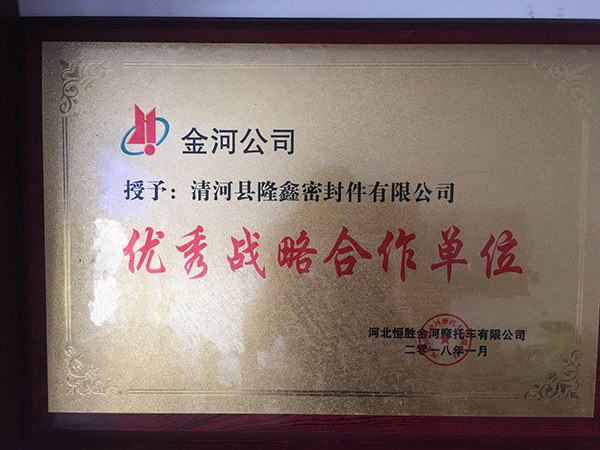 金河公司
授予：清河县隆鑫密封件有限公司
优秀战略合作单位
河北恒胜金河摩托车有限公司
二零一八年一月